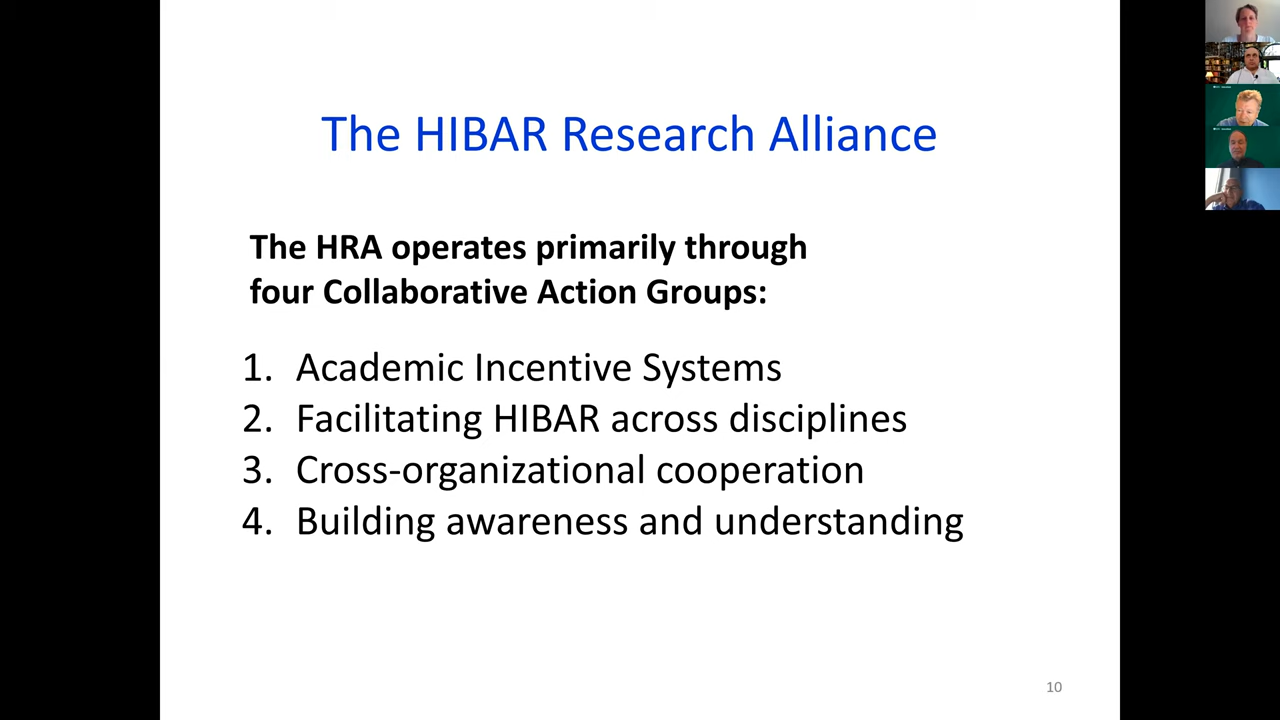 The HIBAR Research Alliance
The HRA operates primarily through
four Collaborative Action Groups:
1. Academic Incentive Systems
2. Facilitating HIBAR across disciplines
3. Cross-organizational cooperation
4. Building awareness and understanding
10